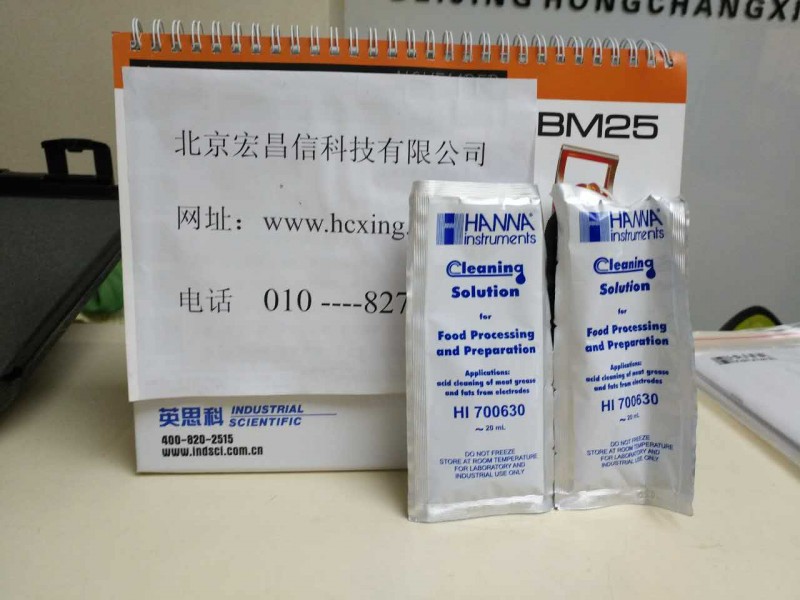 BEIJING HONGCHANGXI
BM25
北京宏昌信科技有限公司
网址：www.hcxing.
电话 010 ----827
英思科 INDUSTRIAL SCIENTIFIC
400-820-2515
www.indsci.com.cn
HANNA
instruments
Cleaning
Solution
for
Food Processing
and Preparation
Applications:
acid cleaning of meat grease
and fats from electrodes
HI 700630
~ 20 mL
DO NOT FREEZE
STORE AT ROOM TEMPERATURE
FOR LABORATORY AND
INDUSTRIAL USE ONLY
HANNA
instruments
Cleaning
Solution
for
Food Processing
and Preparation
Applications:
acid cleaning of meat grease
and fats from electrodes
HI 700630
~ 20 mL
DO NOT FREEZE
STORE AT ROOM TEMPERATURE
FOR LABORATORY AND
INDUSTRIAL USE ONLY